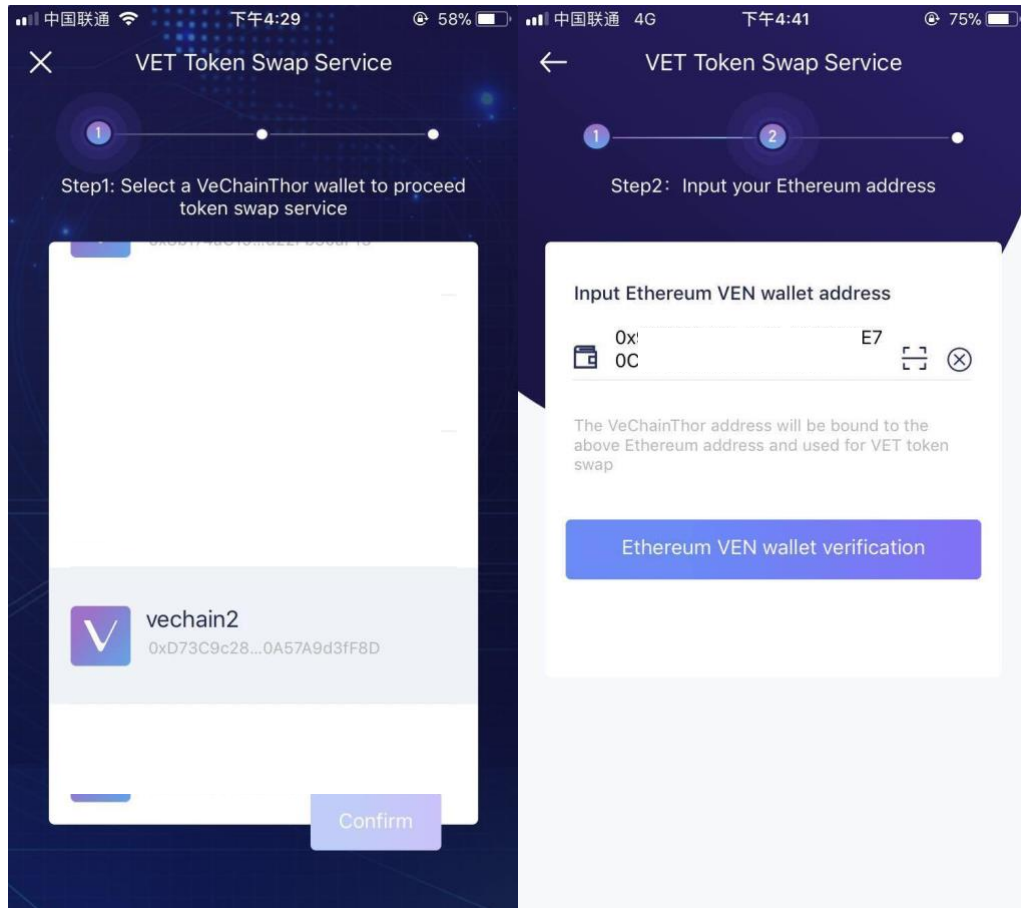 中国联通 下午4:29 58%
VET Token Swap Service
1
Step1: Select a VeChainThor wallet to proceed
token swap service
vechain2
0xD73C9c28...0A57A9d3fF8D
Confirm
中国联通 4G 下午4:41 75%
VET Token Swap Service
1 2
Step2: Input your Ethereum address
Input Ethereum VEN wallet address
0x E7
0C
The VeChainThor address will be bound to the
above Ethereum address and used for VET token
swap
Ethereum VEN wallet verification